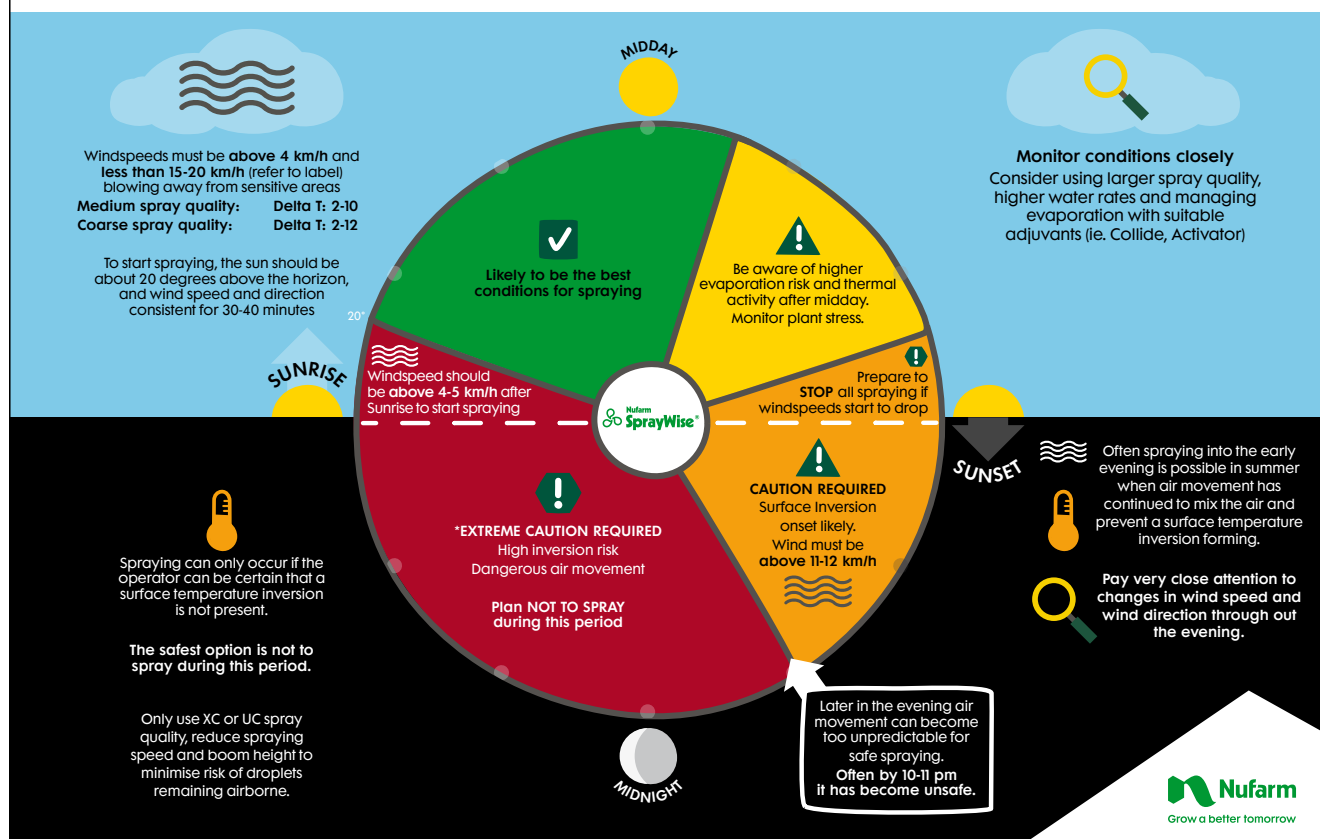 MIDDAY
Windspeeds must be above 4 km/h and
less than 15-20 km/h (refer to label)
blowing away from sensitive areas
Medium spray quality: Delta T: 2-10
Coarse spray quality: Delta T: 2-12
To start spraying, the sun should be
about 20 degrees above the horizon,
and wind speed and direction
consistent for 30-40 minutes
20°
SUNRISE
Monitor conditions closely
Consider using larger spray quality,
higher water rates and managing
evaporation with suitable
adjuvants (ie. Collide, Activator)
Likely to be the best
conditions for spraying
Be aware of higher
evaporation risk and thermal
activity after midday.
Monitor plant stress.
Windspeed should
be above 4-5 km/h after
Sunrise to start spraying
Prepare to
STOP all spraying if
windspeeds start to drop
Nufarm
SprayWise®
SUNSET
CAUTION REQUIRED
Surface Inversion
onset likely.
Wind must be
above 11-12 km/h
*EXTREME CAUTION REQUIRED
High inversion risk
Dangerous air movement
Plan NOT TO SPRAY
during this period
Spraying can only occur if the
operator can be certain that a
surface temperature inversion
is not present.
The safest option is not to
spray during this period.
Only use XC or UC spray
quality, reduce spraying
speed and boom height to
minimise risk of droplets
remaining airborne.
Often spraying into the early
evening is possible in summer
when air movement has
continued to mix the air and
prevent a surface temperature
inversion forming.
Pay very close attention to
changes in wind speed and
wind direction through out
the evening.
Later in the evening air
movement can become
too unpredictable for
safe spraying.
Often by 10-11 pm
it has become unsafe.
MIDNIGHT
Nufarm
Grow a better tomorrow